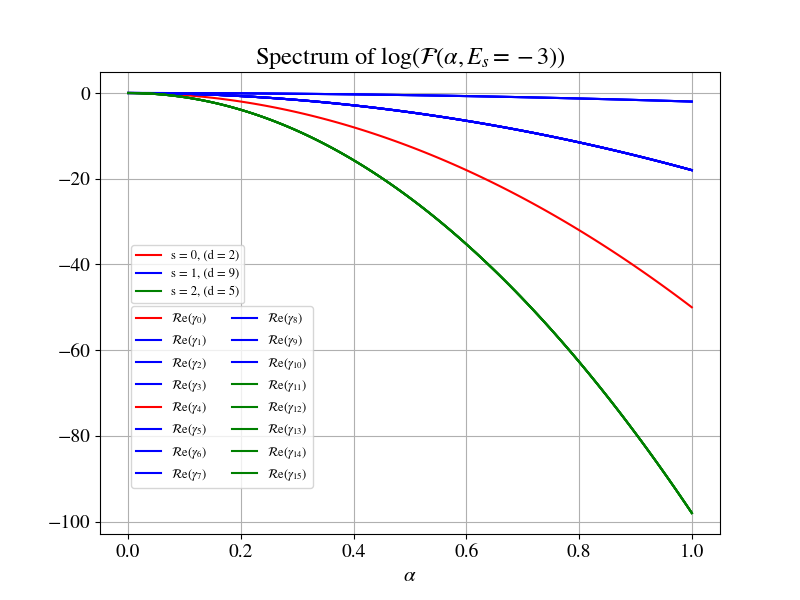 Spectrum of log(ℱ(α, E_s = −3))
0
−20
−40
−60
−80
−100
s = 0, (d = 2)
s = 1, (d = 9)
s = 2, (d = 5)
ℛe(γ₀) ℛe(γ₈)
ℛe(γ₁) ℛe(γ₉)
ℛe(γ₂) ℛe(γ₁₀)
ℛe(γ₃) ℛe(γ₁₁)
ℛe(γ₄) ℛe(γ₁₂)
ℛe(γ₅) ℛe(γ₁₃)
ℛe(γ₆) ℛe(γ₁₄)
ℛe(γ₇) ℛe(γ₁₅)
0.0 0.2 0.4 0.6 0.8 1.0
α